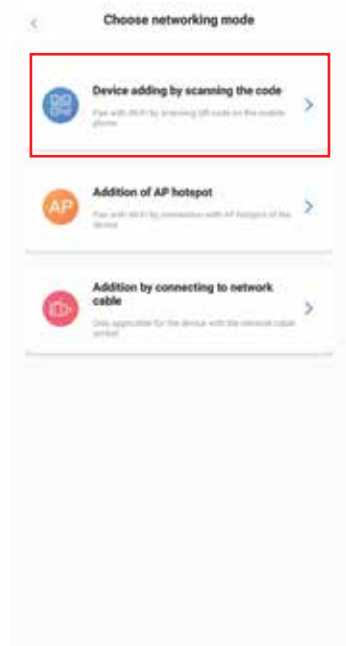 Choose networking mode
Device adding by scanning the code
Pair with Wi-Fi by scanning QR code on the mobile
phone
AP
Addition of AP hotspot
Pair with Wi-Fi by connection with AP hotspot of the
device
Addition by connecting to network
cable
Only applicable for the device with the network cable
socket